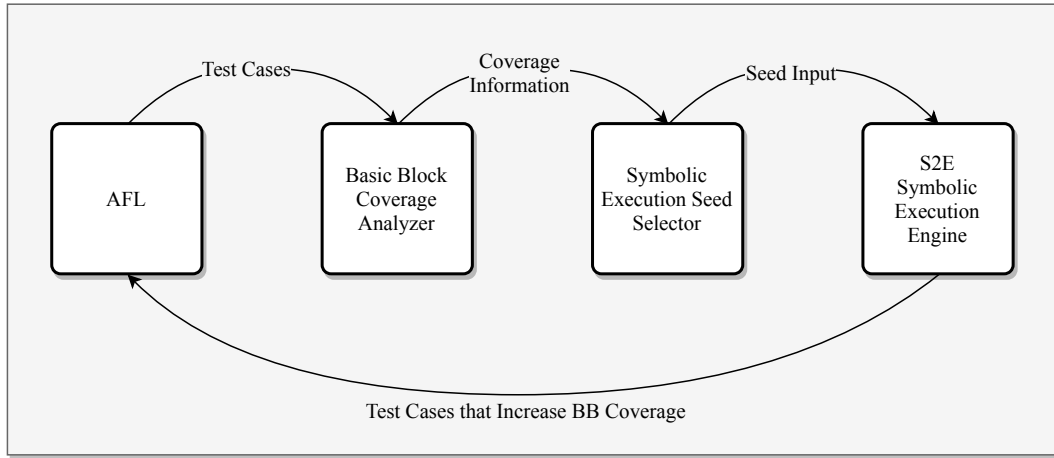 Test Cases
Coverage
Information
Seed Input
AFL
Basic Block
Coverage
Analyzer
Symbolic
Execution Seed
Selector
S2E
Symbolic
Execution
Engine
Test Cases that Increase BB Coverage